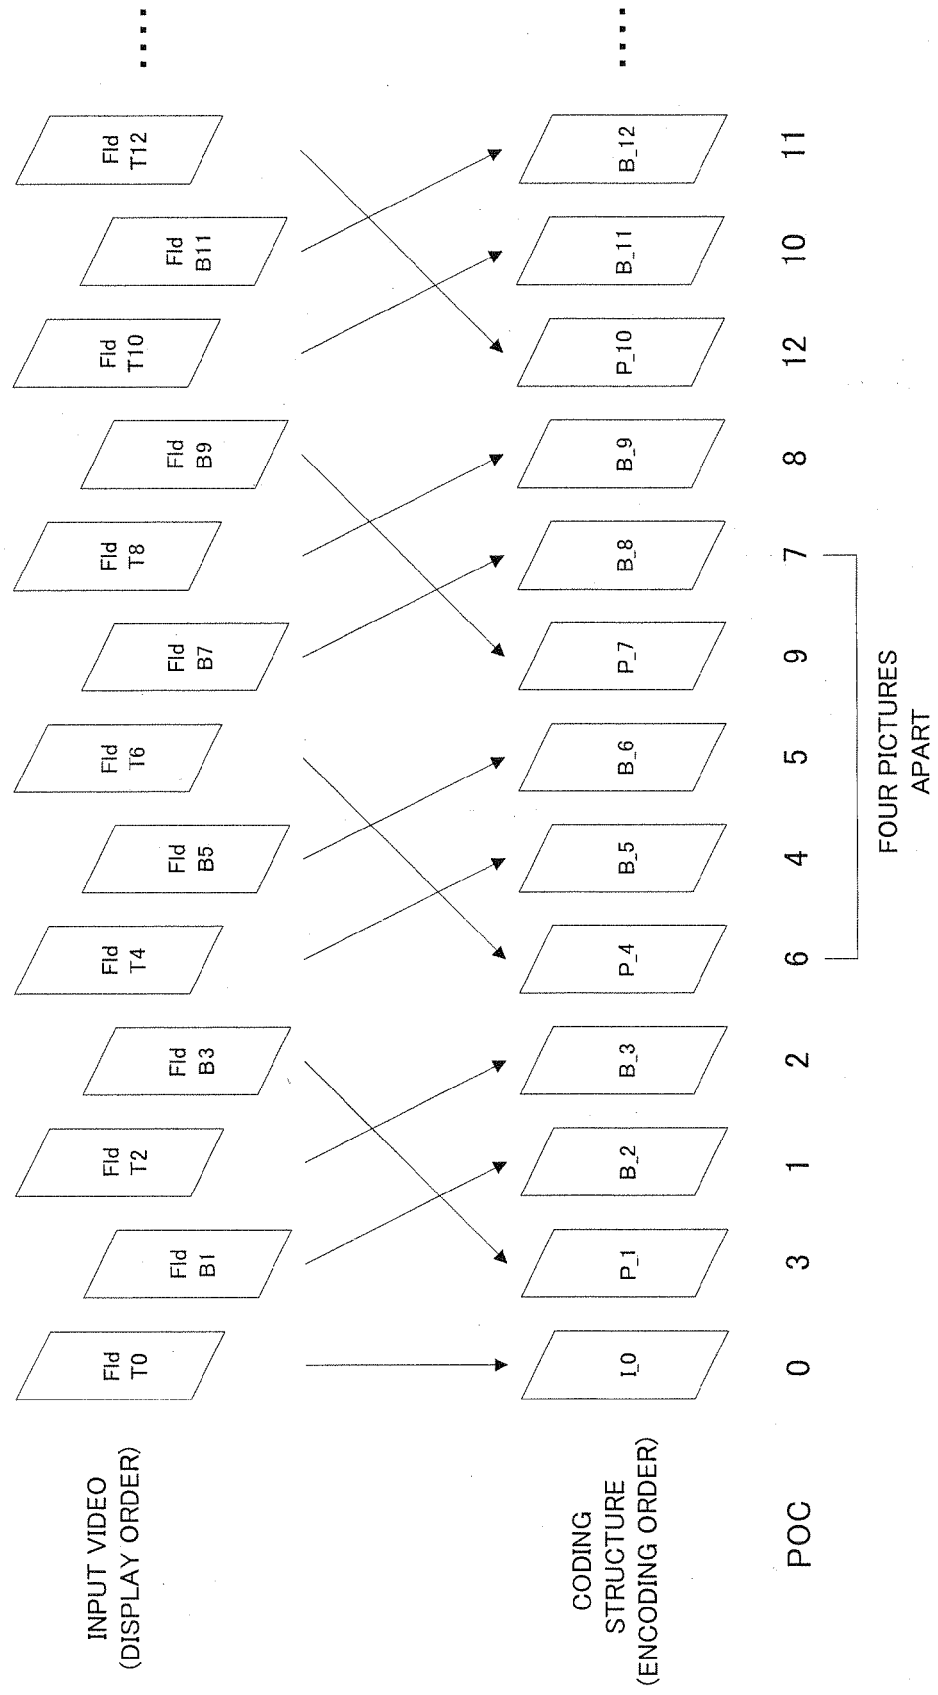 INPUT VIDEO
(DISPLAY ORDER)
Fld
T0
Fld
B1
Fld
T2
Fld
B3
Fld
T4
Fld
B5
Fld
T6
Fld
B7
Fld
T8
Fld
B9
Fld
T10
Fld
B11
Fld
T12
....
CODING
STRUCTURE
(ENCODING ORDER)
I_0
P_1
B_2
B_3
P_4
B_5
B_6
P_7
B_8
B_9
P_10
B_11
B_12
....
POC
0
3
1
2
6
4
5
9
7
8
12
10
11
FOUR PICTURES
APART